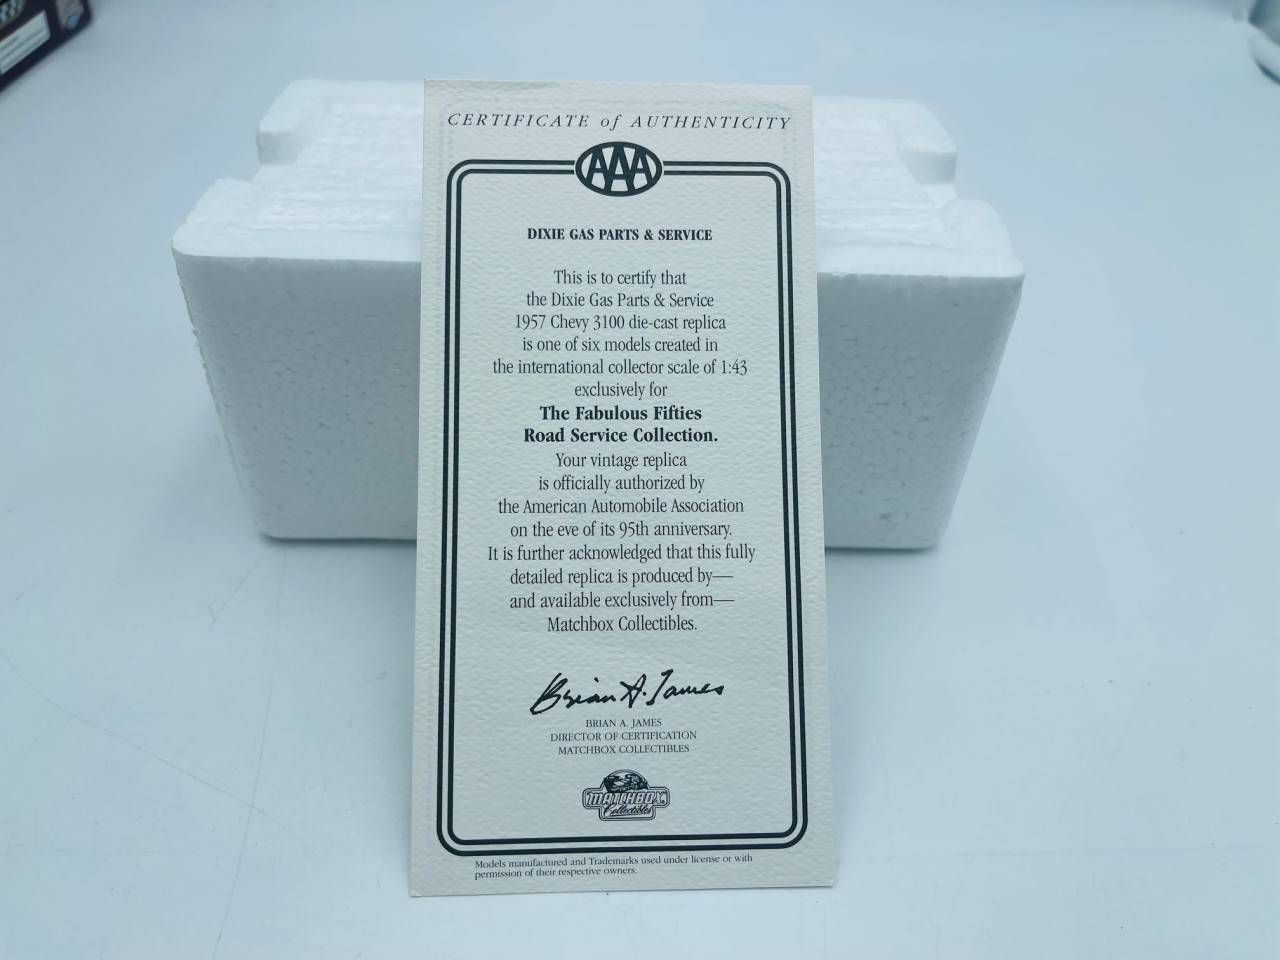 CERTIFICATE of AUTHENTICITY
AAA
DIXIE GAS PARTS & SERVICE
This is to certify that
the Dixie Gas Parts & Service
1957 Chevy 3100 die-cast replica
is one of six models created in
the international collector scale of 1:43
exclusively for
The Fabulous Fifties
Road Service Collection.
Your vintage replica
is officially authorized by
the American Automobile Association
on the eve of its 95th anniversary.
It is further acknowledged that this fully
detailed replica is produced by—
and available exclusively from—
Matchbox Collectibles.
Brian A. James
BRIAN A. JAMES
DIRECTOR OF CERTIFICATION
MATCHBOX COLLECTIBLES
MATCHBOX
Collectibles
Models manufactured and Trademarks used under license or with
permission of their respective owners.